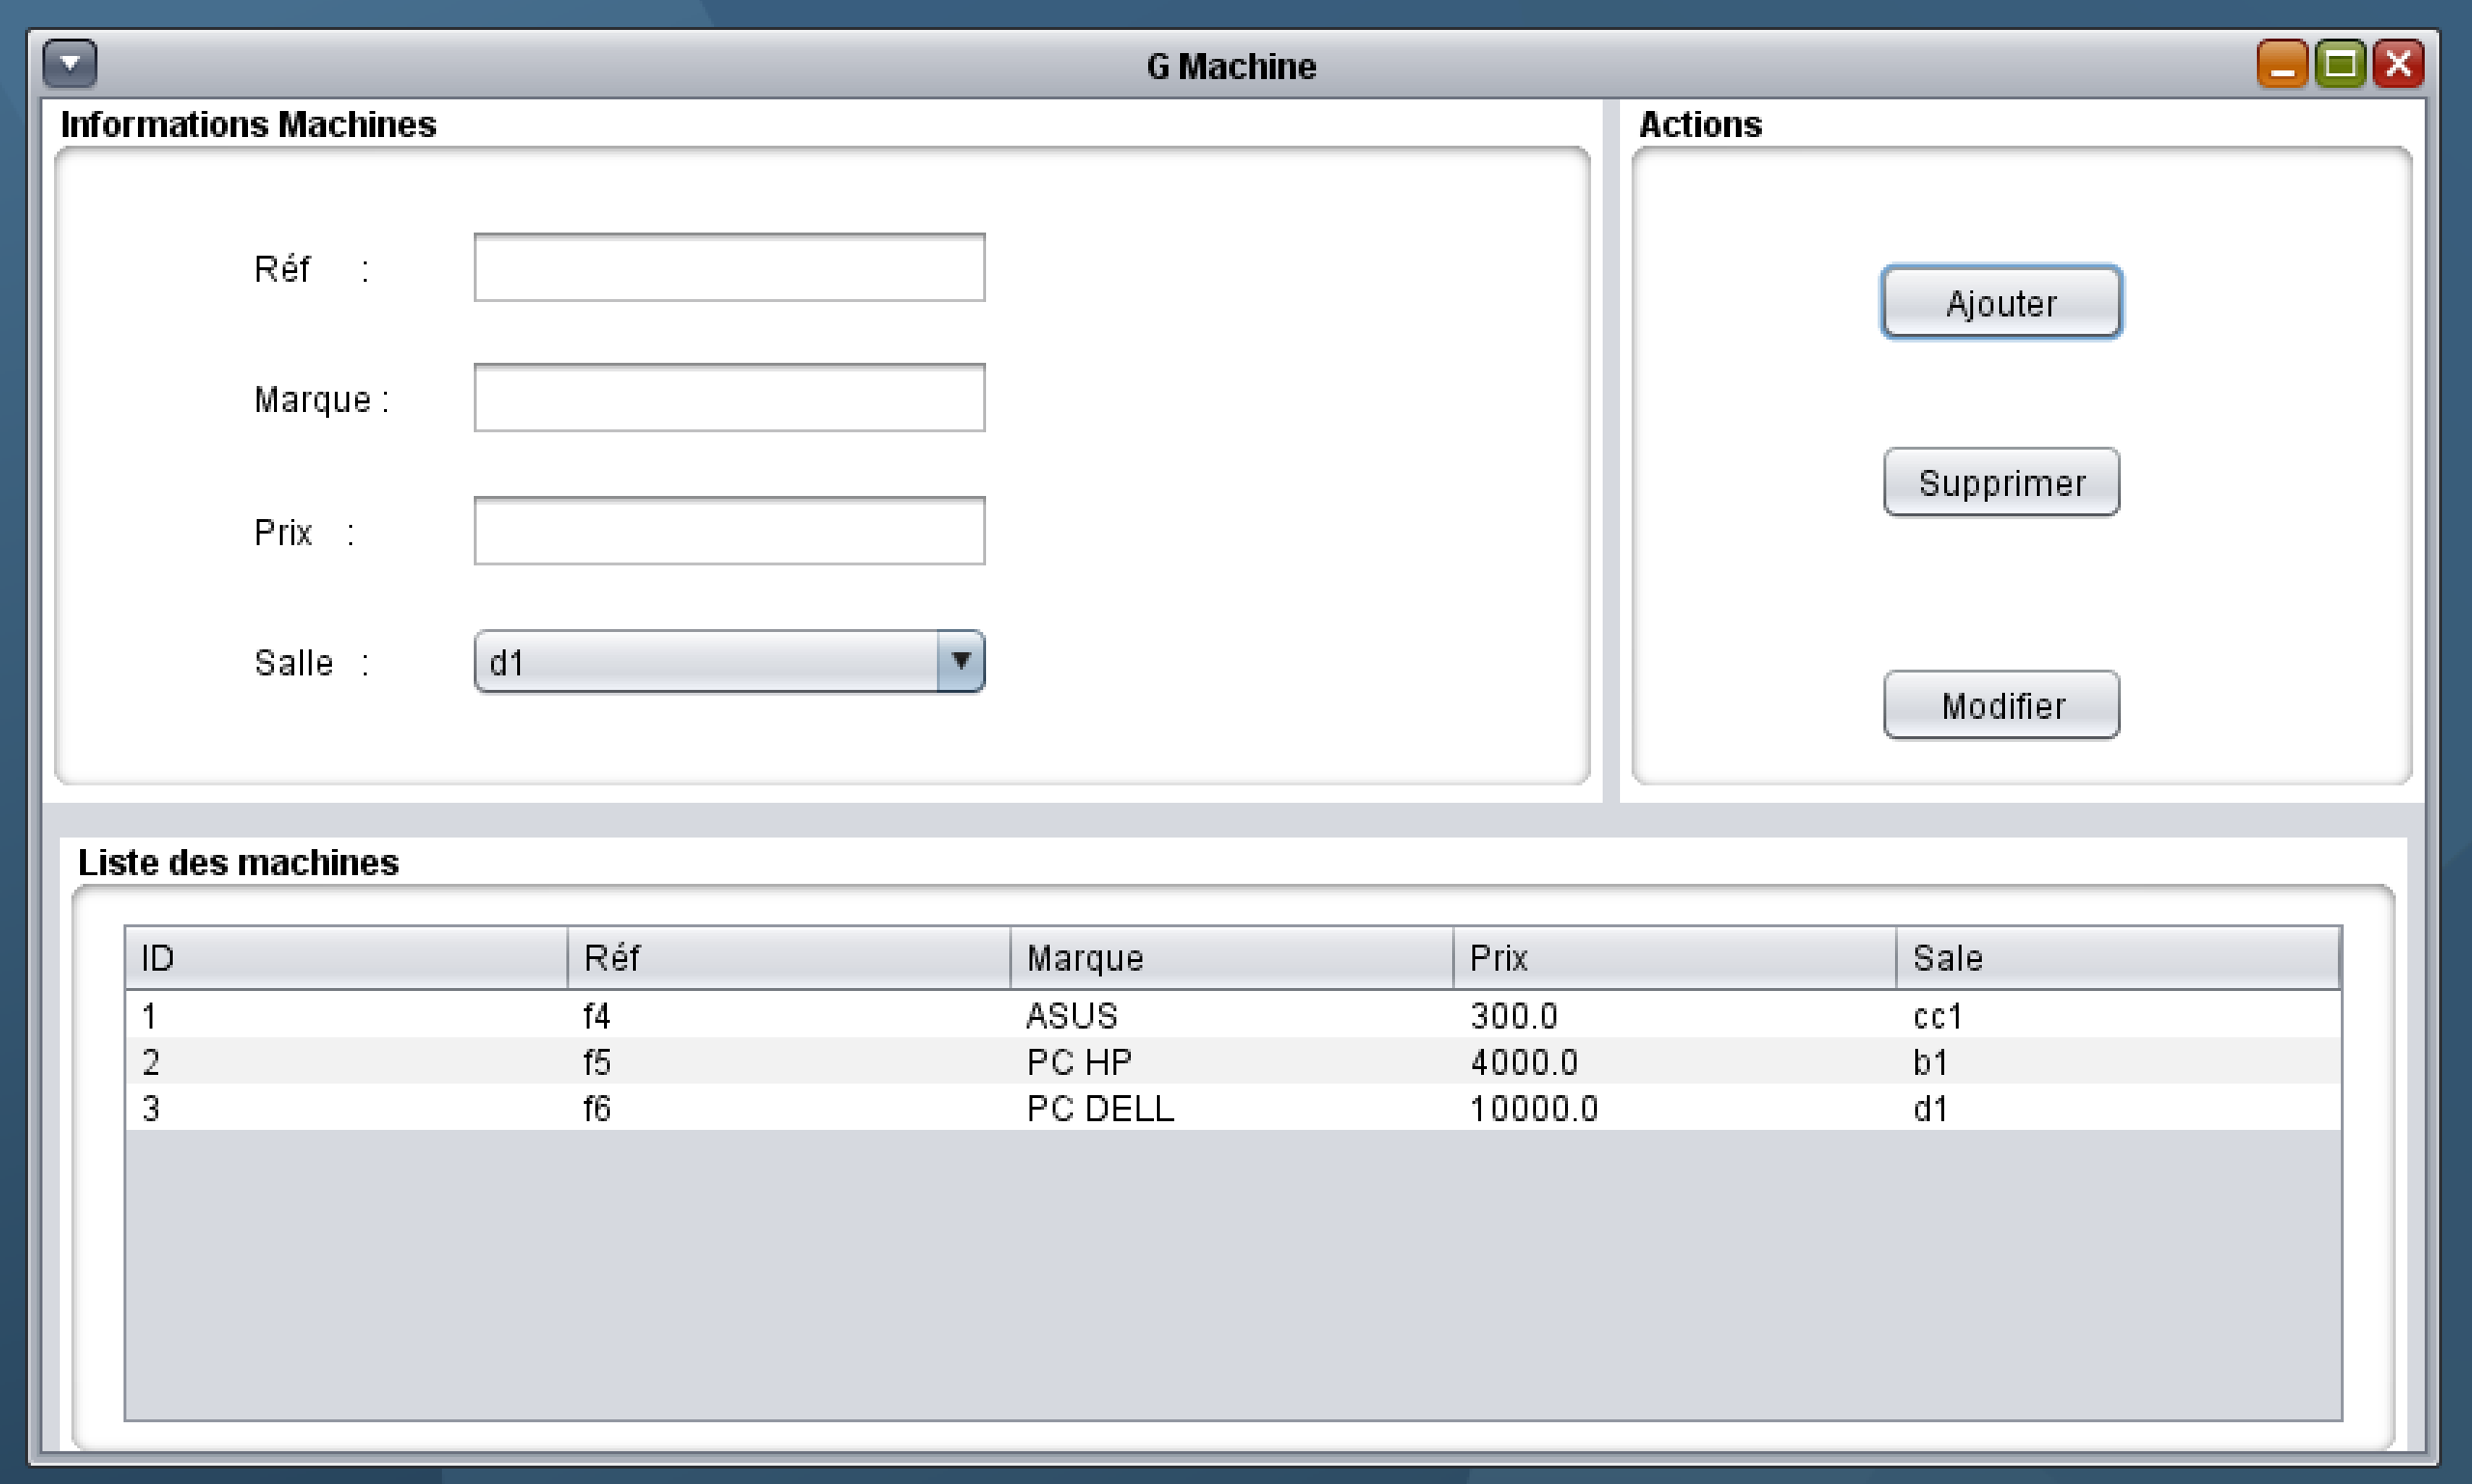 G Machine
Informations Machines
Réf :
Marque :
Prix :
Salle : d1
Actions
Ajouter
Supprimer
Modifier
Liste des machines
ID Réf Marque Prix Sale
1 f4 ASUS 300.0 cc1
2 f5 PC HP 4000.0 b1
3 f6 PC DELL 10000.0 d1